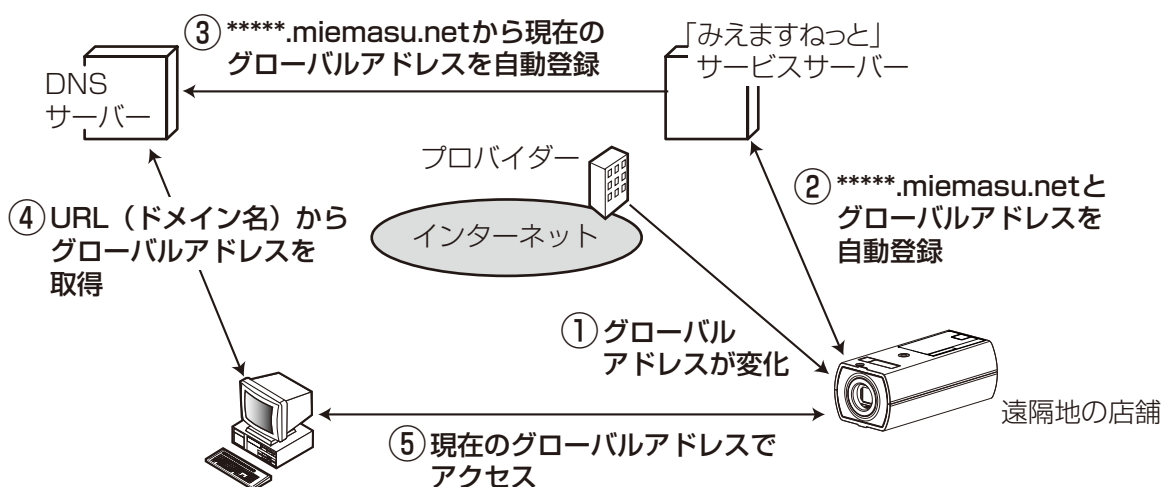 ③*****.miemasu.netから現在の
グローバルアドレスを自動登録
「みえますねっと」
サービスサーバー
DNS
サーバー
プロバイダー
②*****.miemasu.netと
グローバルアドレスを
自動登録
④URL（ドメイン名）から
グローバルアドレスを
取得
インターネット
①グローバル
アドレスが変化
遠隔地の店舗
⑤現在のグローバルアドレスで
アクセス